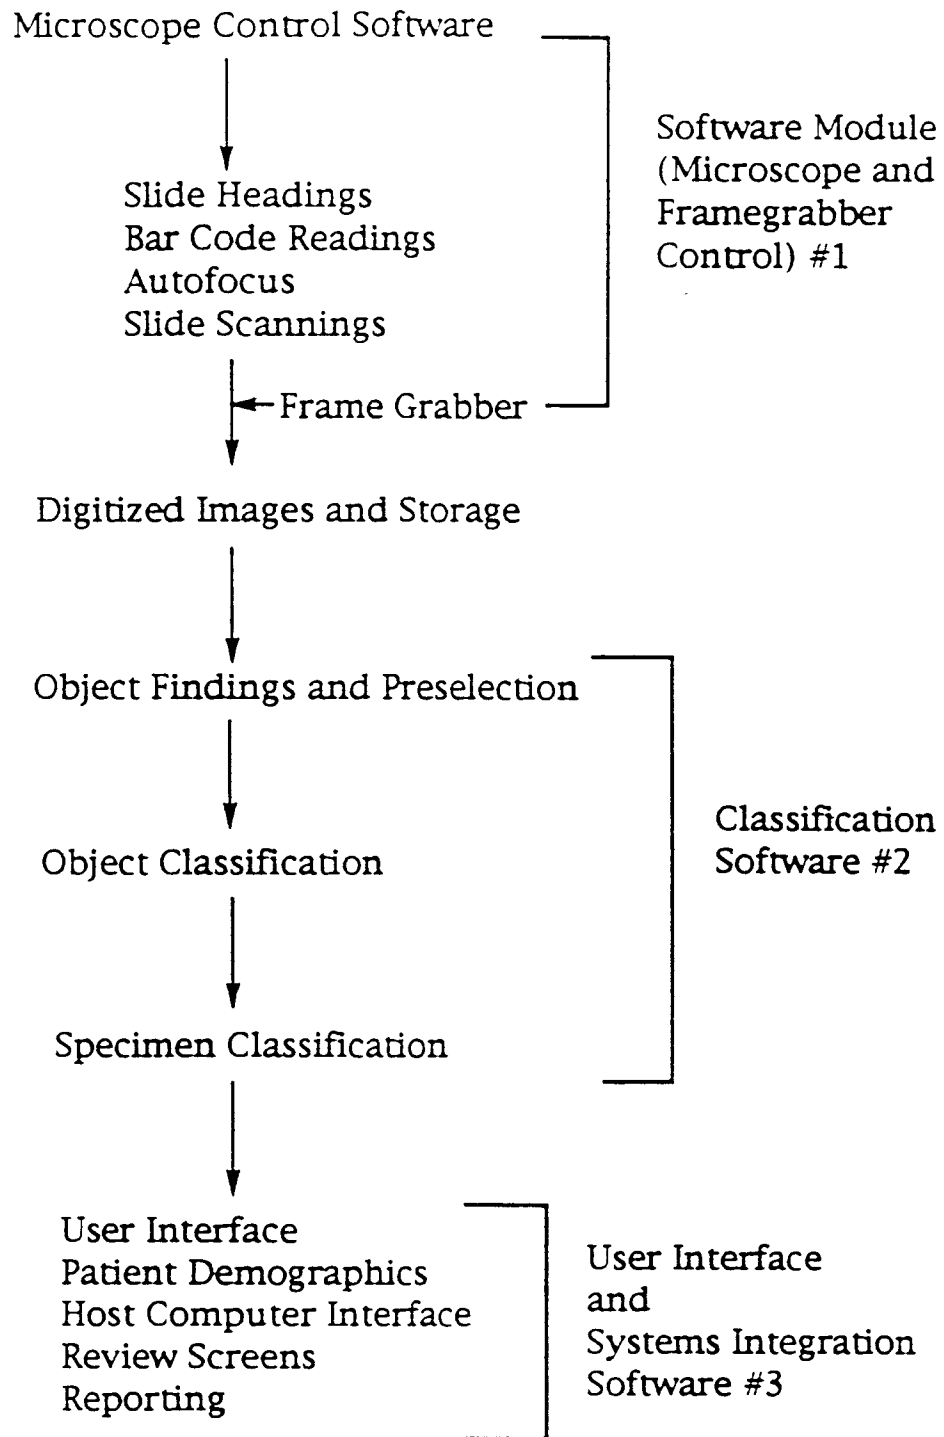 Microscope Control Software
Slide Headings
Bar Code Readings
Autofocus
Slide Scannings
Frame Grabber
Software Module
(Microscope and
Framegrabber
Control) #1
Digitized Images and Storage
Object Findings and Preselection
Object Classification
Specimen Classification
Classification
Software #2
User Interface
Patient Demographics
Host Computer Interface
Review Screens
Reporting
User Interface
and
Systems Integration
Software #3